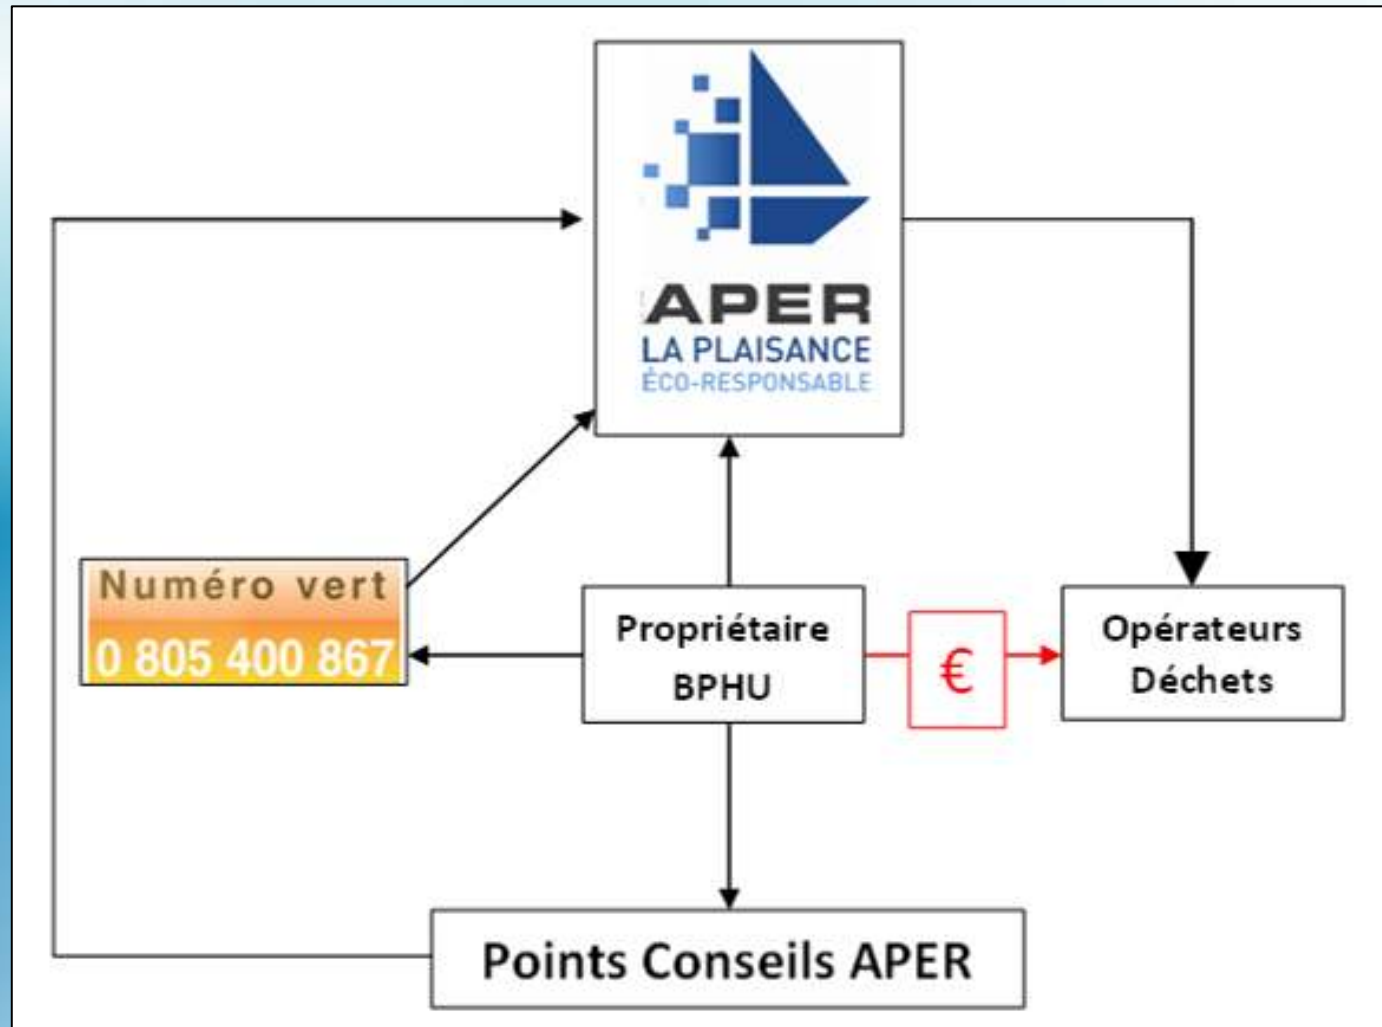 APER
LA PLAISANCE
ÉCO-RESPONSABLE
Numéro vert
0 805 400 867
Propriétaire
BPHU
€
Opérateurs
Déchets
Points Conseils APER